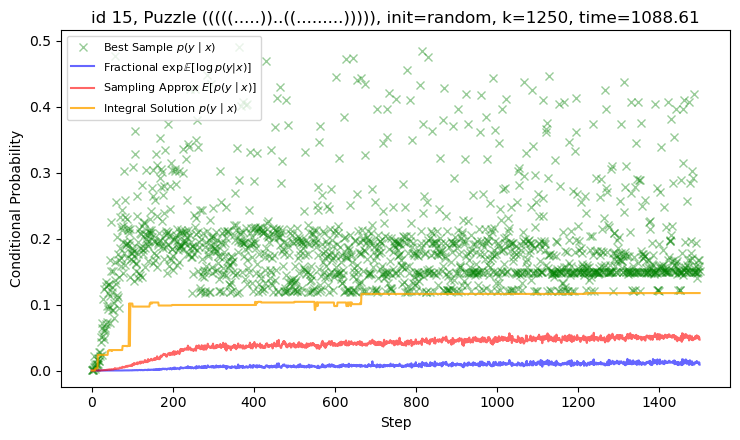 id 15, Puzzle (((((.....))..((.........))))), init=random, k=1250, time=1088.61
Best Sample p(y | x)
Fractional exp 𝔼[log p(y|x)]
Sampling Approx E[p(y | x)]
Integral Solution p(y | x)
Conditional Probability
0.5
0.4
0.3
0.2
0.1
0.0
0 200 400 600 800 1000 1200 1400
Step